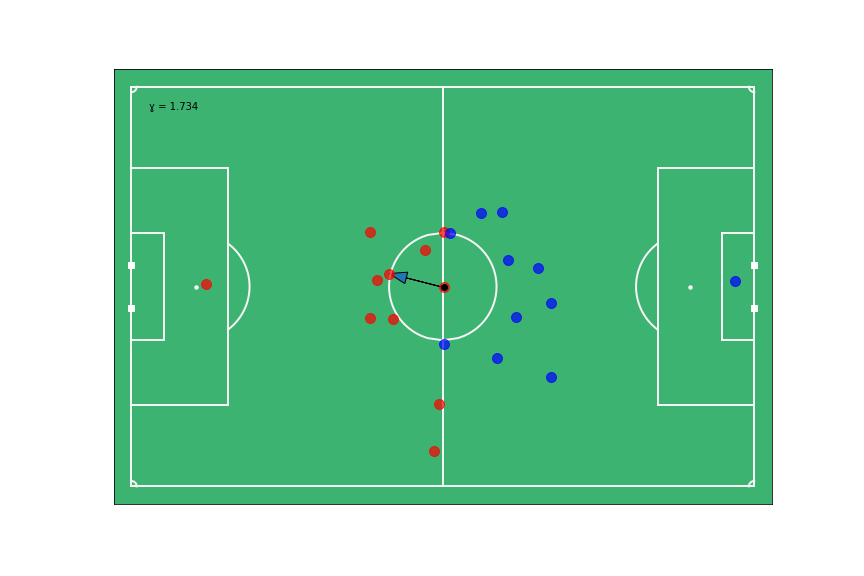 ɣ = 1.734